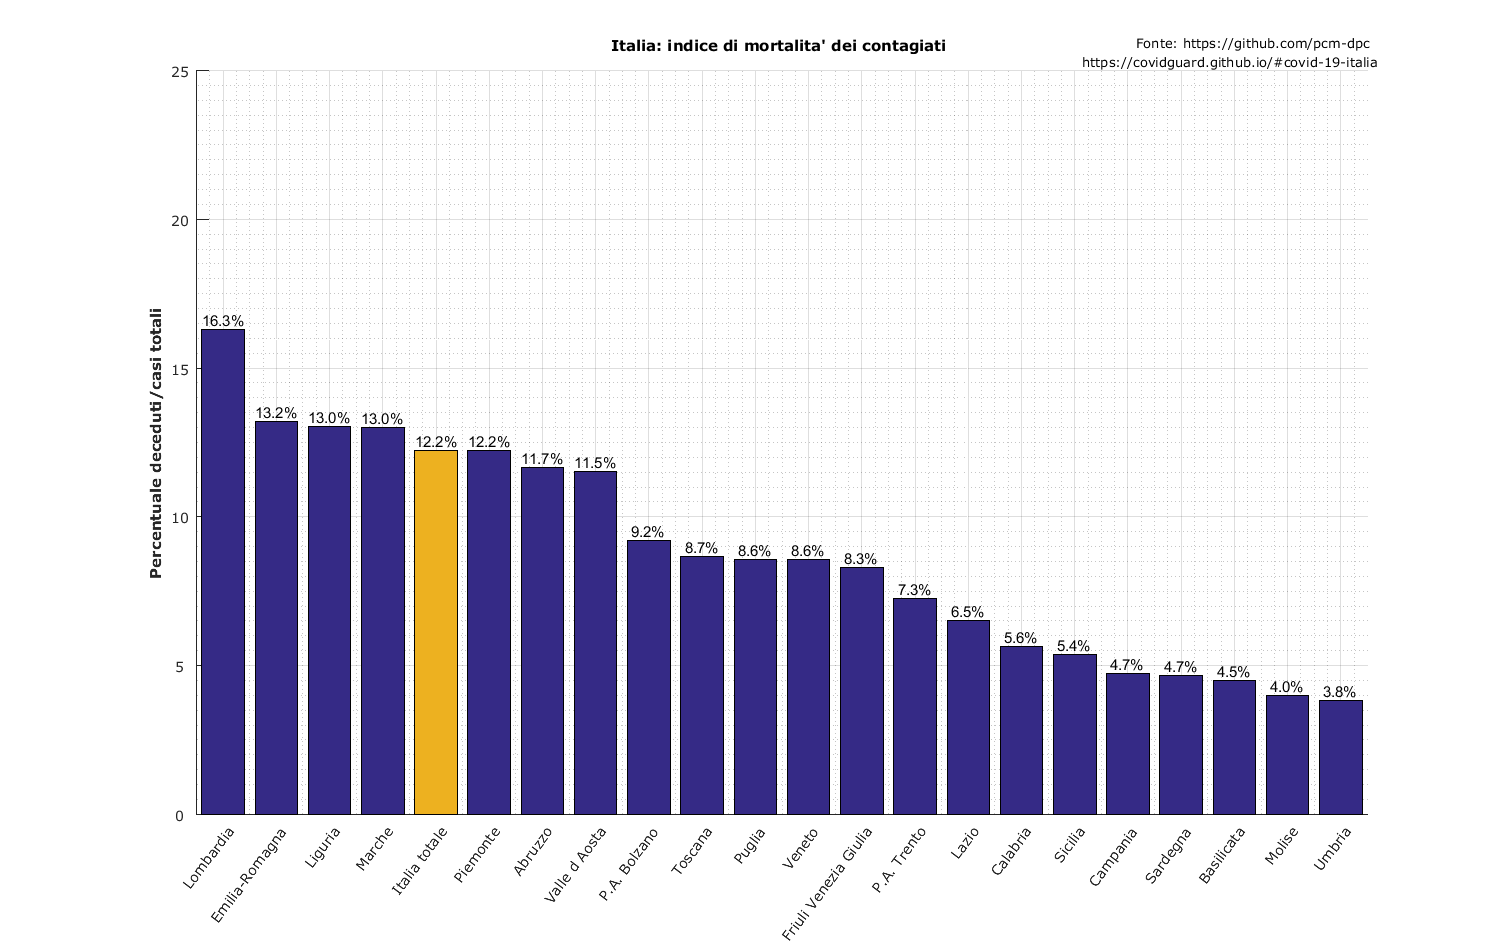 Italia: indice di mortalita' dei contagiati
Fonte: https://github.com/pcm-dpc
https://covidguard.github.io/#covid-19-italia
Percentuale deceduti/casi totali
25
20
15
10
5
0
16.3%
13.2%
13.0%
13.0%
12.2%
12.2%
11.7%
11.5%
9.2%
8.7%
8.6%
8.6%
8.3%
7.3%
6.5%
5.6%
5.4%
4.7%
4.7%
4.5%
4.0%
3.8%
Lombardia
Emilia-Romagna
Liguria
Marche
Italia totale
Piemonte
Abruzzo
Valle d Aosta
P.A. Bolzano
Toscana
Puglia
Veneto
Friuli Venezia Giulia
P.A. Trento
Lazio
Calabria
Sicilia
Campania
Sardegna
Basilicata
Molise
Umbria